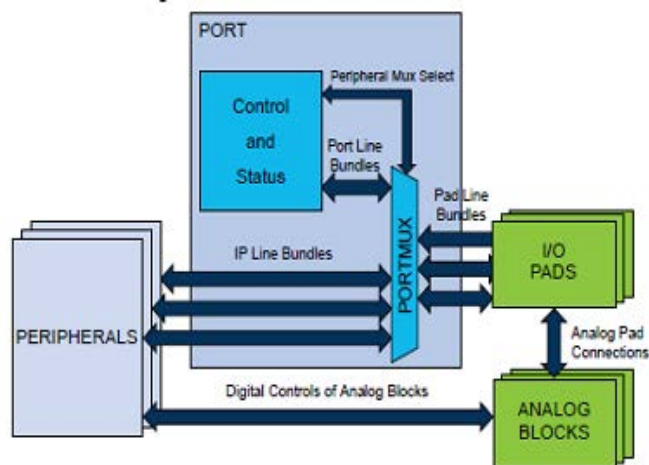 PORT
Peripheral Mux Select
Control
and
Status
Port Line
Bundles
Pad Line
Bundles
PORTMUX
IP Line Bundles
I/O
PADS
PERIPHERALS
Analog Pad
Connections
Digital Controls of Analog Blocks
ANALOG
BLOCKS